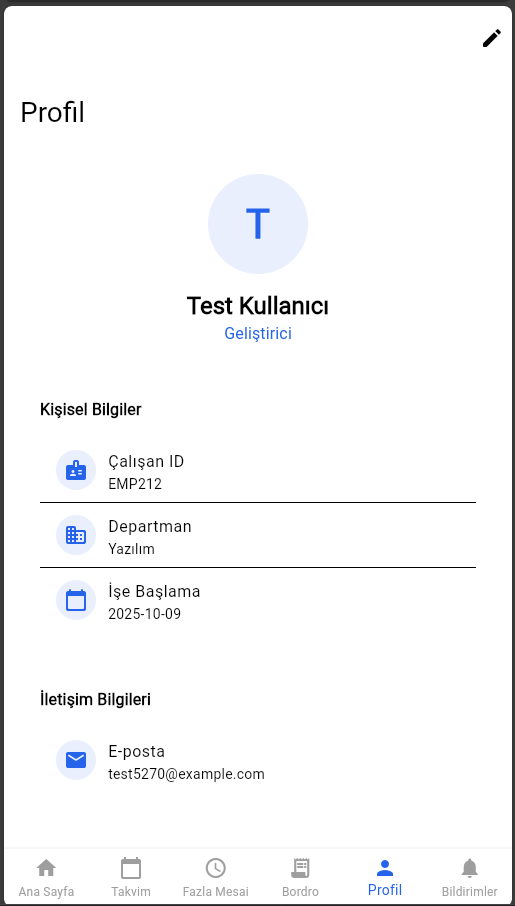 Profil
T
Test Kullanıcı
Geliştirici
Kişisel Bilgiler
Çalışan ID
EMP212
Departman
Yazılım
İşe Başlama
2025-10-09
İletişim Bilgileri
E-posta
test5270@example.com
Ana Sayfa Takvim Fazla Mesai Bordro Profil Bildirimler